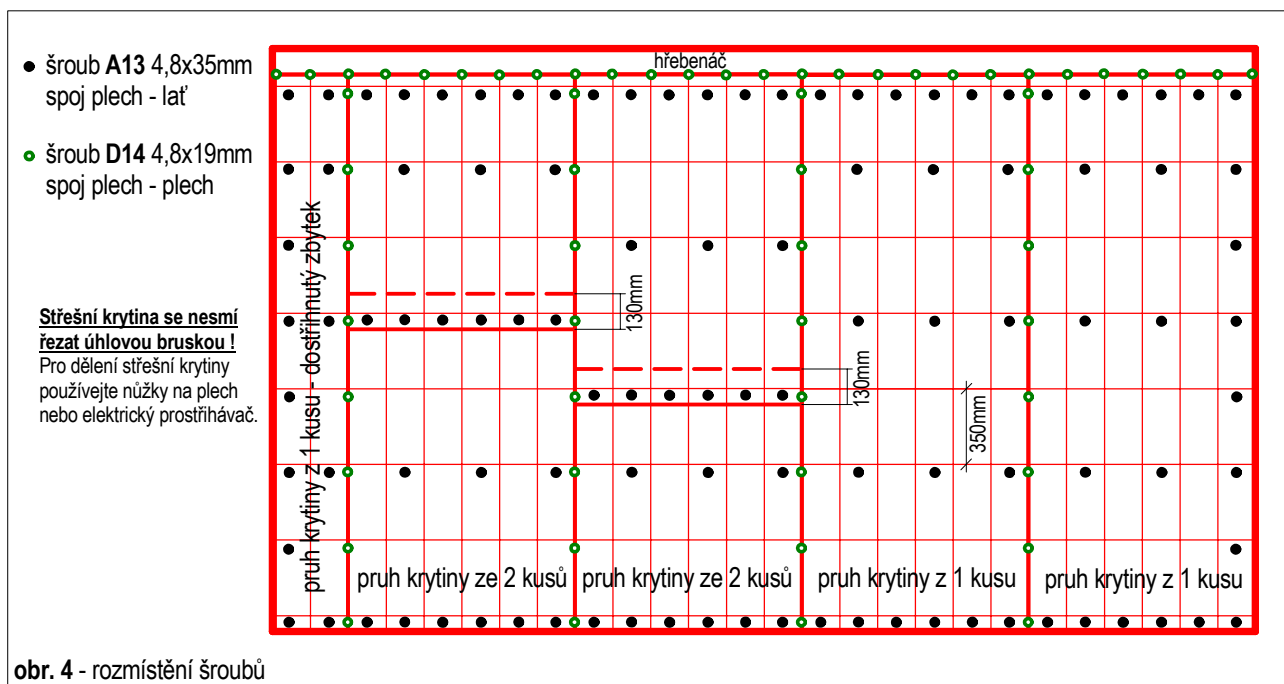 šroub A13 4,8x35mm
spoj plech - lať
šroub D14 4,8x19mm
spoj plech - plech
Střešní krytina se nesmí
řezat úhlovou bruskou !
Pro dělení střešní krytiny
používejte nůžky na plech
nebo elektrický prostřihávač.
hřebenáč
130mm
130mm
350mm
pruh krytiny z 1 kusu - dostřihnutý zbytek
pruh krytiny ze 2 kusů
pruh krytiny ze 2 kusů
pruh krytiny z 1 kusu
pruh krytiny z 1 kusu
obr. 4 - rozmístění šroubů